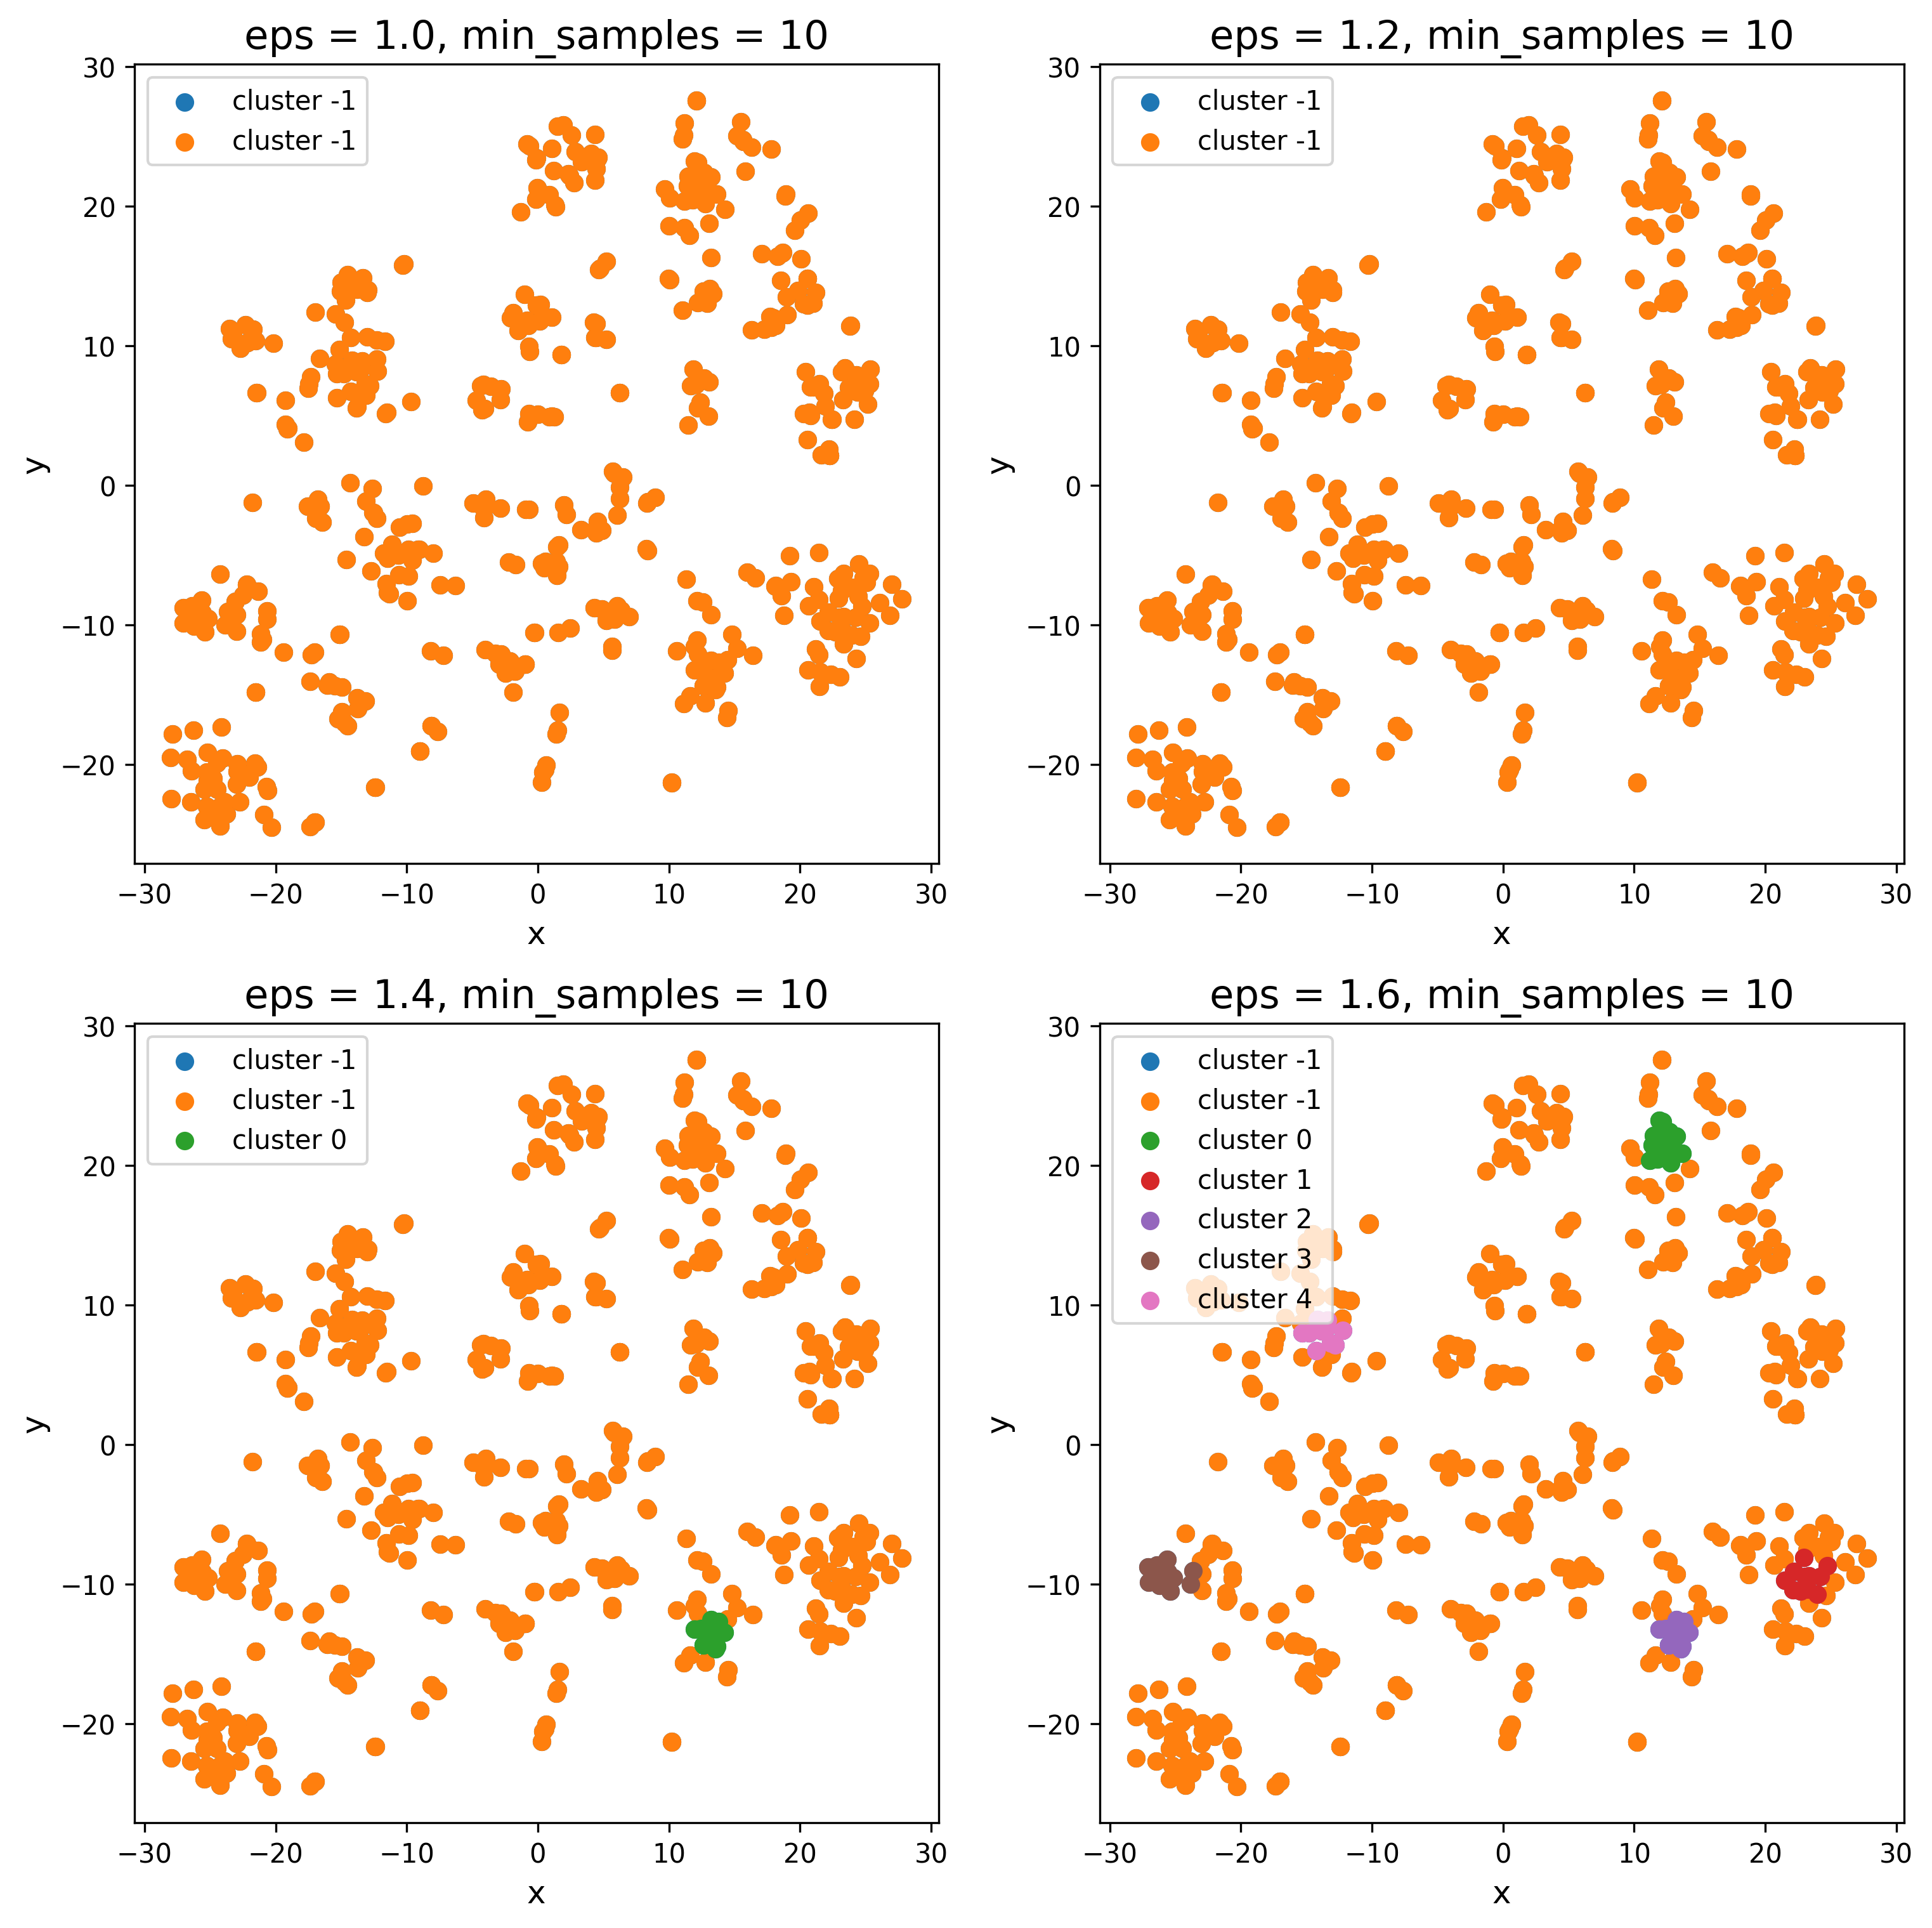 eps = 1.0, min_samples = 10
cluster -1
cluster -1
30
20
10
0
−10
−20
y
−30
−20
−10
0
10
20
30
x
eps = 1.2, min_samples = 10
cluster -1
cluster -1
30
20
10
0
−10
−20
y
−30
−20
−10
0
10
20
30
x
eps = 1.4, min_samples = 10
cluster -1
cluster -1
cluster 0
30
20
10
0
−10
−20
y
−30
−20
−10
0
10
20
30
x
eps = 1.6, min_samples = 10
cluster -1
cluster -1
cluster 0
cluster 1
cluster 2
cluster 3
cluster 4
30
20
10
0
−10
−20
y
−30
−20
−10
0
10
20
30
x